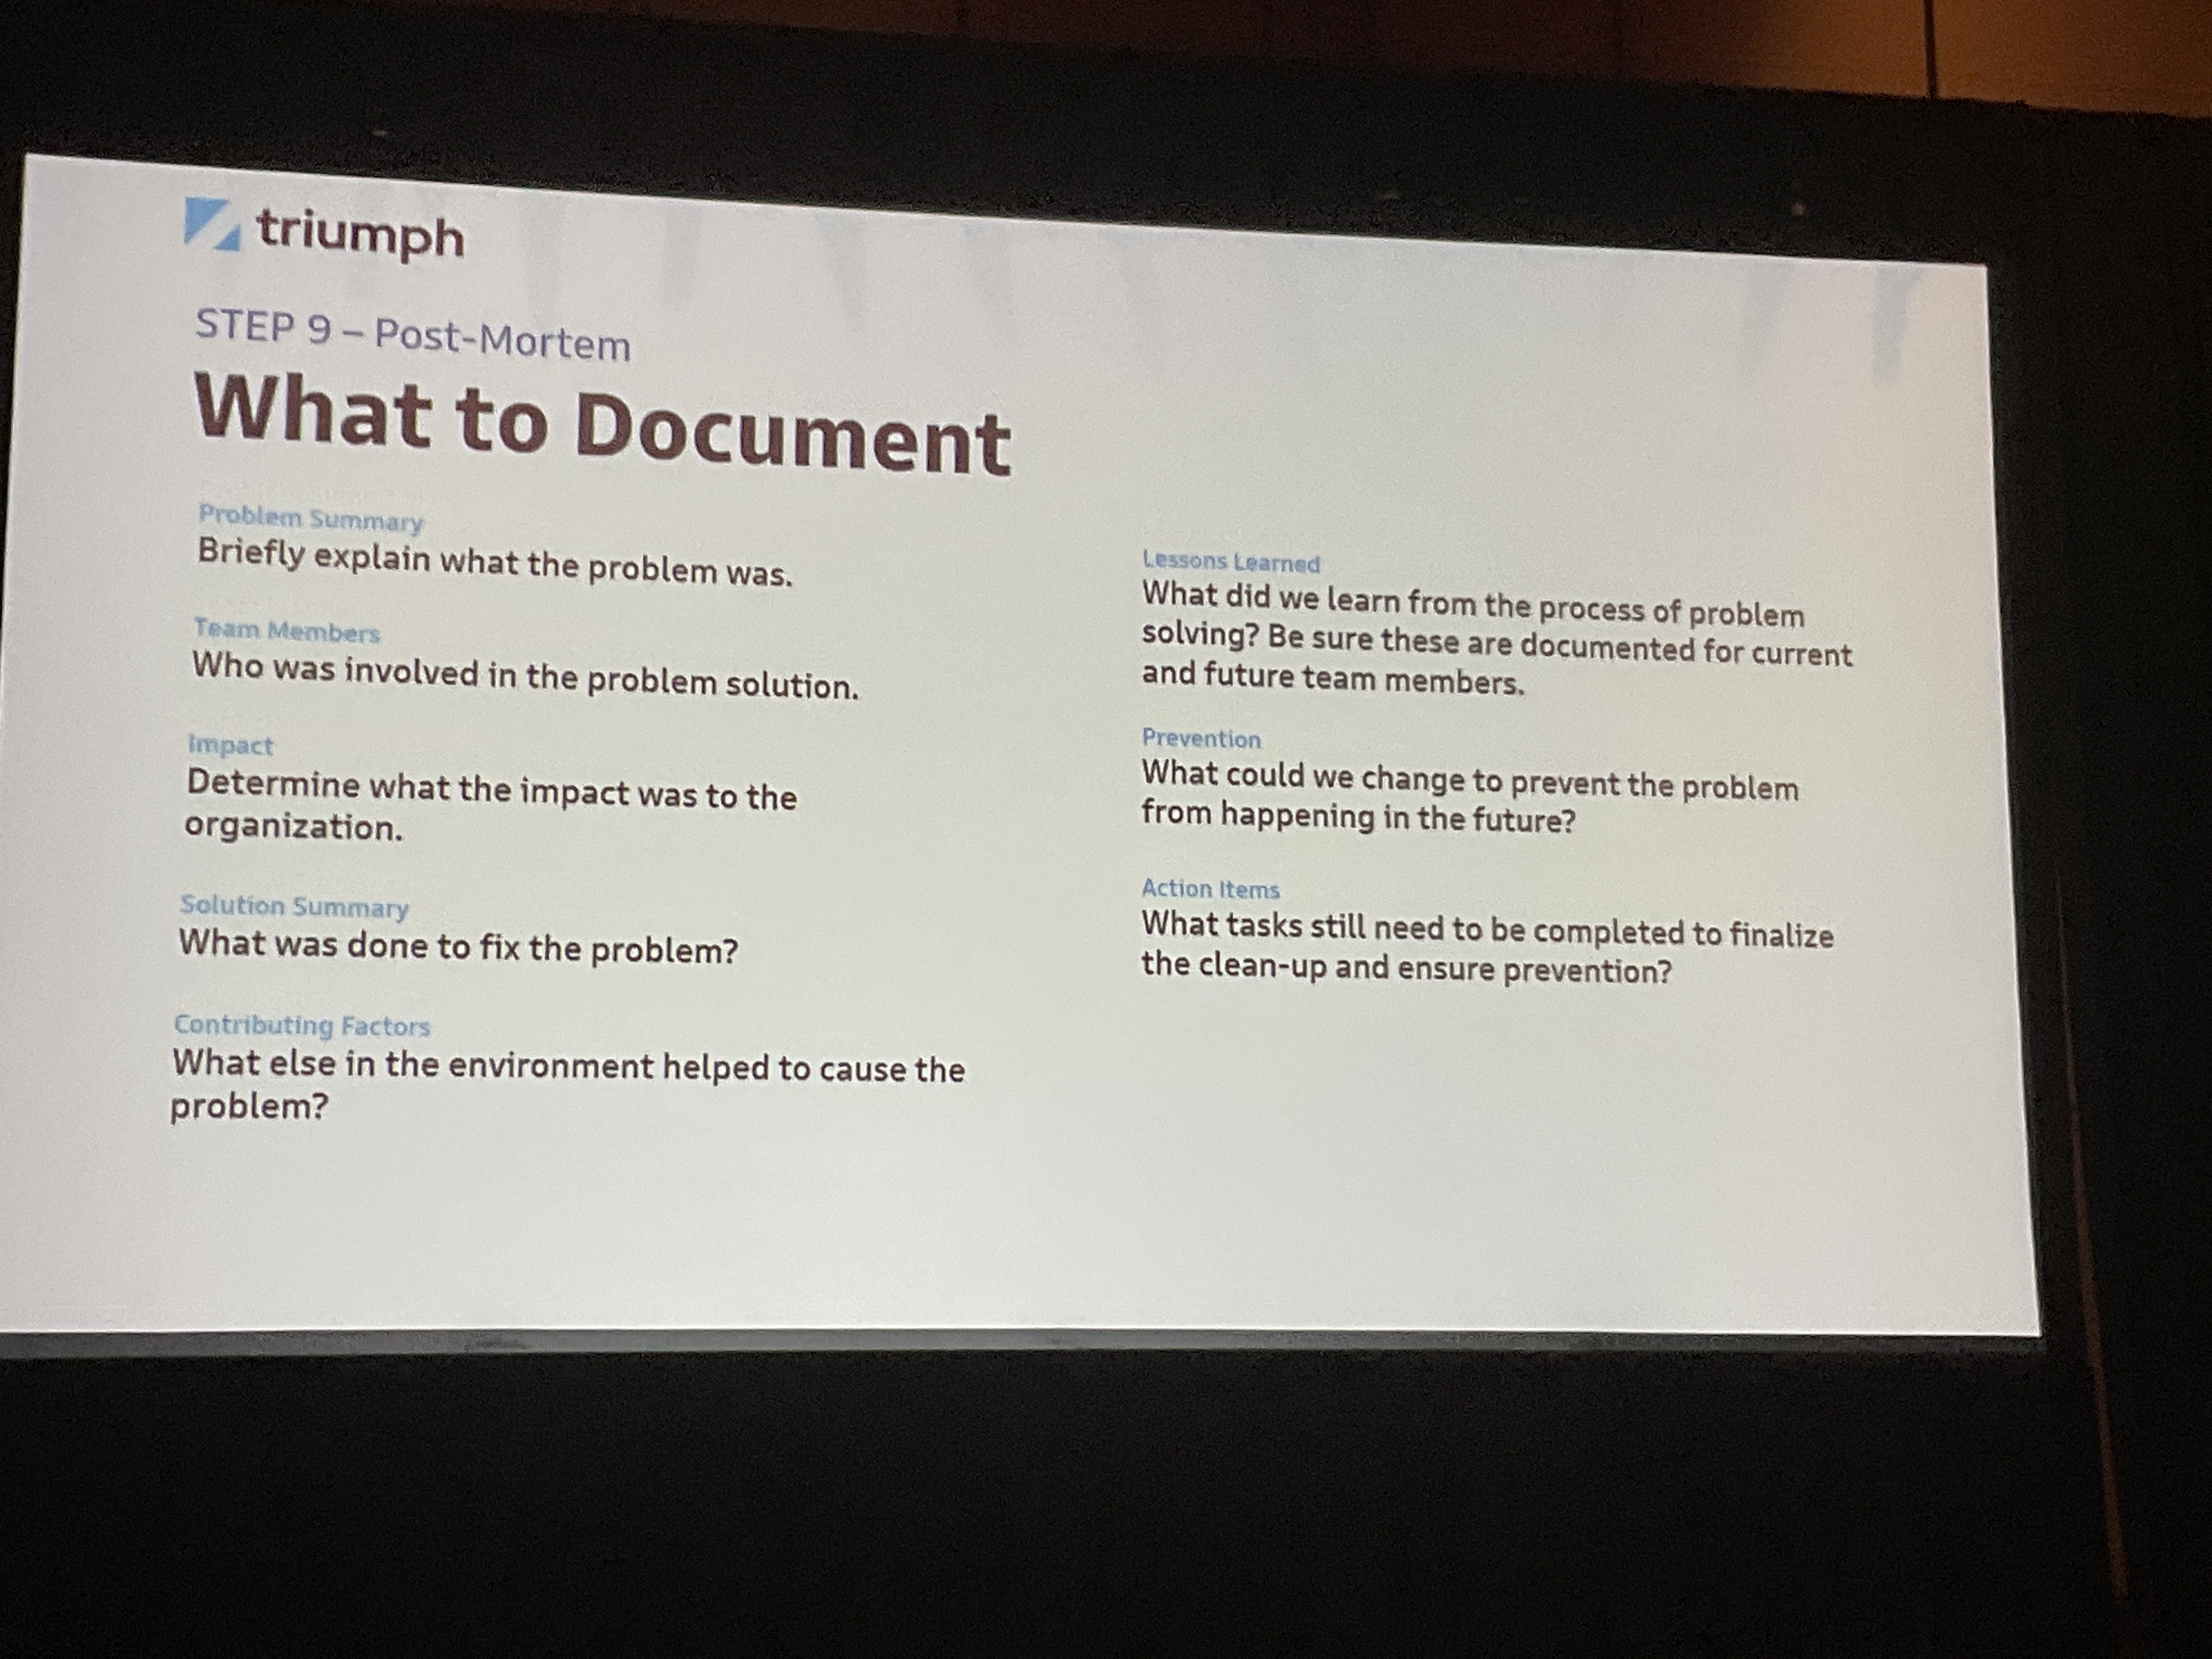 triumph
STEP 9 – Post-Mortem
What to Document
Problem Summary
Briefly explain what the problem was.
Team Members
Who was involved in the problem solution.
Impact
Determine what the impact was to the
organization.
Solution Summary
What was done to fix the problem?
Contributing Factors
What else in the environment helped to cause the
problem?
Lessons Learned
What did we learn from the process of problem
solving? Be sure these are documented for current
and future team members.
Prevention
What could we change to prevent the problem
from happening in the future?
Action Items
What tasks still need to be completed to finalize
the clean-up and ensure prevention?